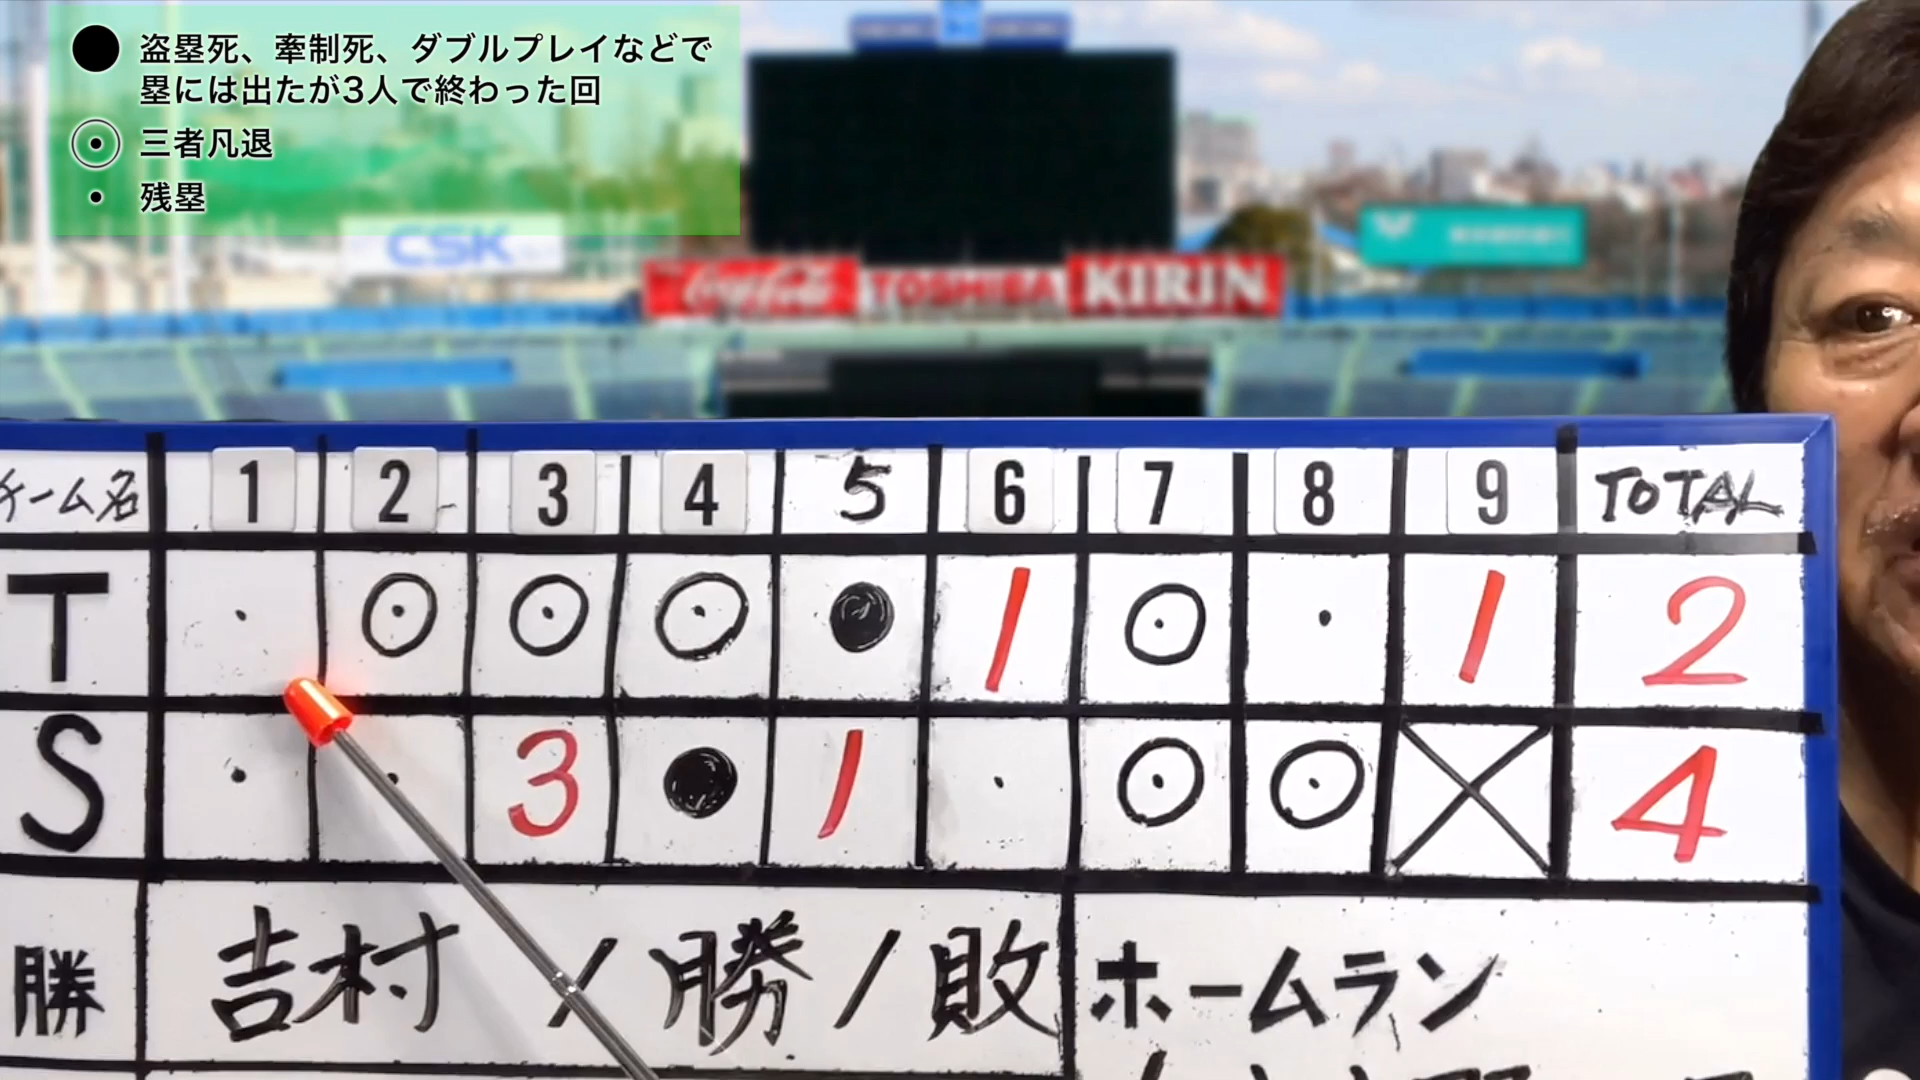 盗塁死、牽制死、ダブルプレイなどで
塁には出たが3人で終わった回
三者凡退
残塁
CSK
Coca-Cola TOSHIBA KIRIN
チーム名 1 2 3 4 5 6 7 8 9 TOTAL
T 1 1 2
S 3 1 4
勝 吉村 / 勝 / 敗 ホームラン